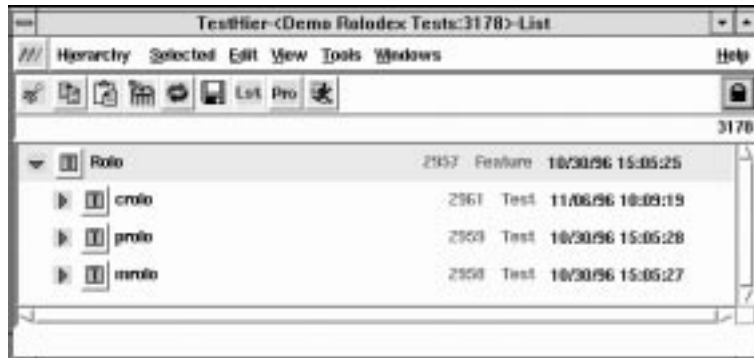 TestHier-<Demo Rolodex Tests:3178>-List
Hierarchy Selected Edit View Tools Windows Help
Lst Pro
3178
Rolo 2957 Feature 10/30/96 15:05:25
crolo 2961 Test 11/06/96 10:09:19
prolo 2959 Test 10/30/96 15:05:28
mrolo 2958 Test 10/30/96 15:05:27